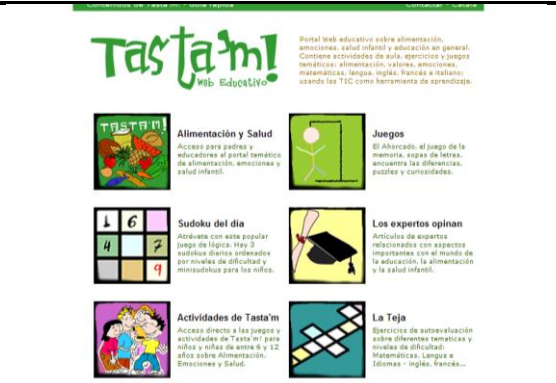 Contenidos de Tasta'm! - Guía rápida
Contactar - Català
Tasta'm!
Web Educativo
Portal Web educativo sobre alimentación,
emociones, salud infantil y educación en general.
Contiene actividades de aula, ejercicios y juegos
temáticos: alimentación, valores, emociones,
matemáticas, lengua, inglés, francés e italiano;
usando las TIC como herramienta de aprendizaje.
TASTA'M!
Alimentación y Salud
Acceso para padres y
educadores al portal temático
de alimentación, emociones y
salud infantil.
Juegos
El Ahorcado, el juego de la
memoria, sopas de letras,
encuentra las diferencias,
puzzles y curiosidades.
1 6
4 7
9
Sudoku del día
Atrévete con este popular
juego de lógica. Hay 3
sudokus diarios ordenados
por niveles de dificultad y
minisudokus para los niños.
Los expertos opinan
Artículos de expertos
relacionados con aspectos
importantes con el mundo de
la educación, la alimentación
y la salud infantil.
Actividades de Tasta'm
Acceso directo a las juegos y
actividades de Tasta'm! para
niños y niñas de entre 6 y 12
años sobre Alimentación,
Emociones y Salud.
La Teja
Ejercicios de autoevaluación
sobre diferentes temáticas y
niveles de dificultad:
Matemáticas, Lengua e
Idiomas - inglés, francés...